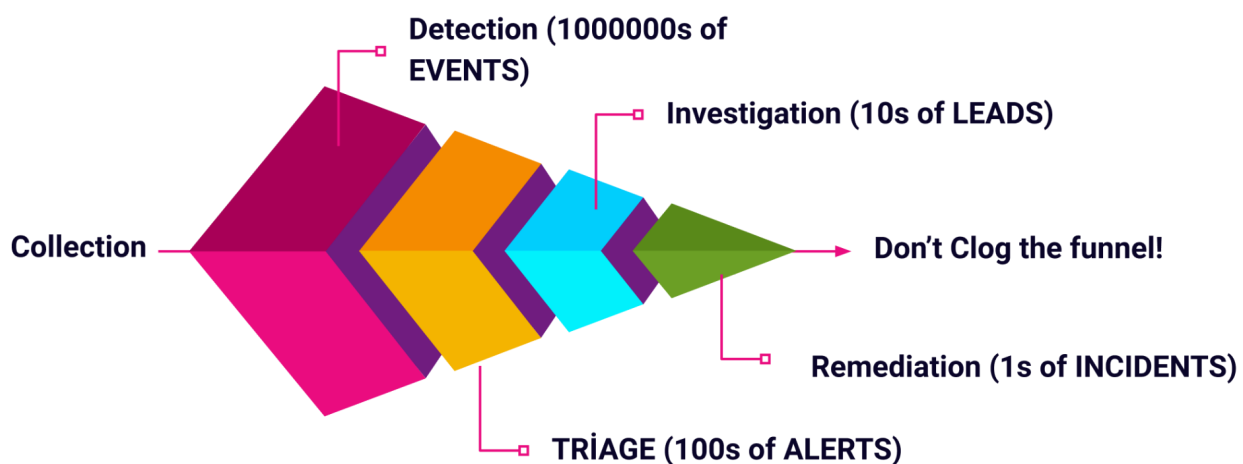 Detection (1000000s of
EVENTS)
Investigation (10s of LEADS)
Collection
Don’t Clog the funnel!
Remediation (1s of INCIDENTS)
TRİAGE (100s of ALERTS)